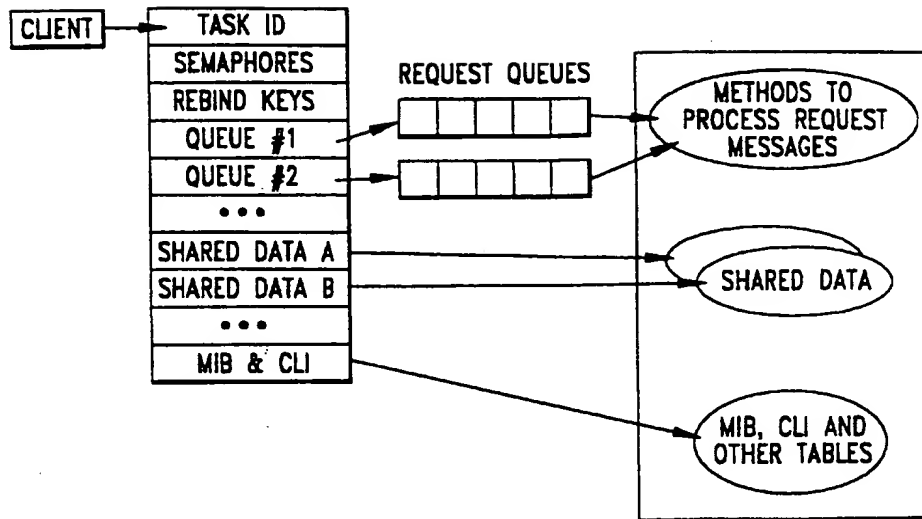 CLIENT
TASK ID
SEMAPHORES
REBIND KEYS
QUEUE #1
QUEUE #2
•••
SHARED DATA A
SHARED DATA B
•••
MIB & CLI
REQUEST QUEUES
METHODS TO
PROCESS REQUEST
MESSAGES
SHARED DATA
MIB, CLI AND
OTHER TABLES